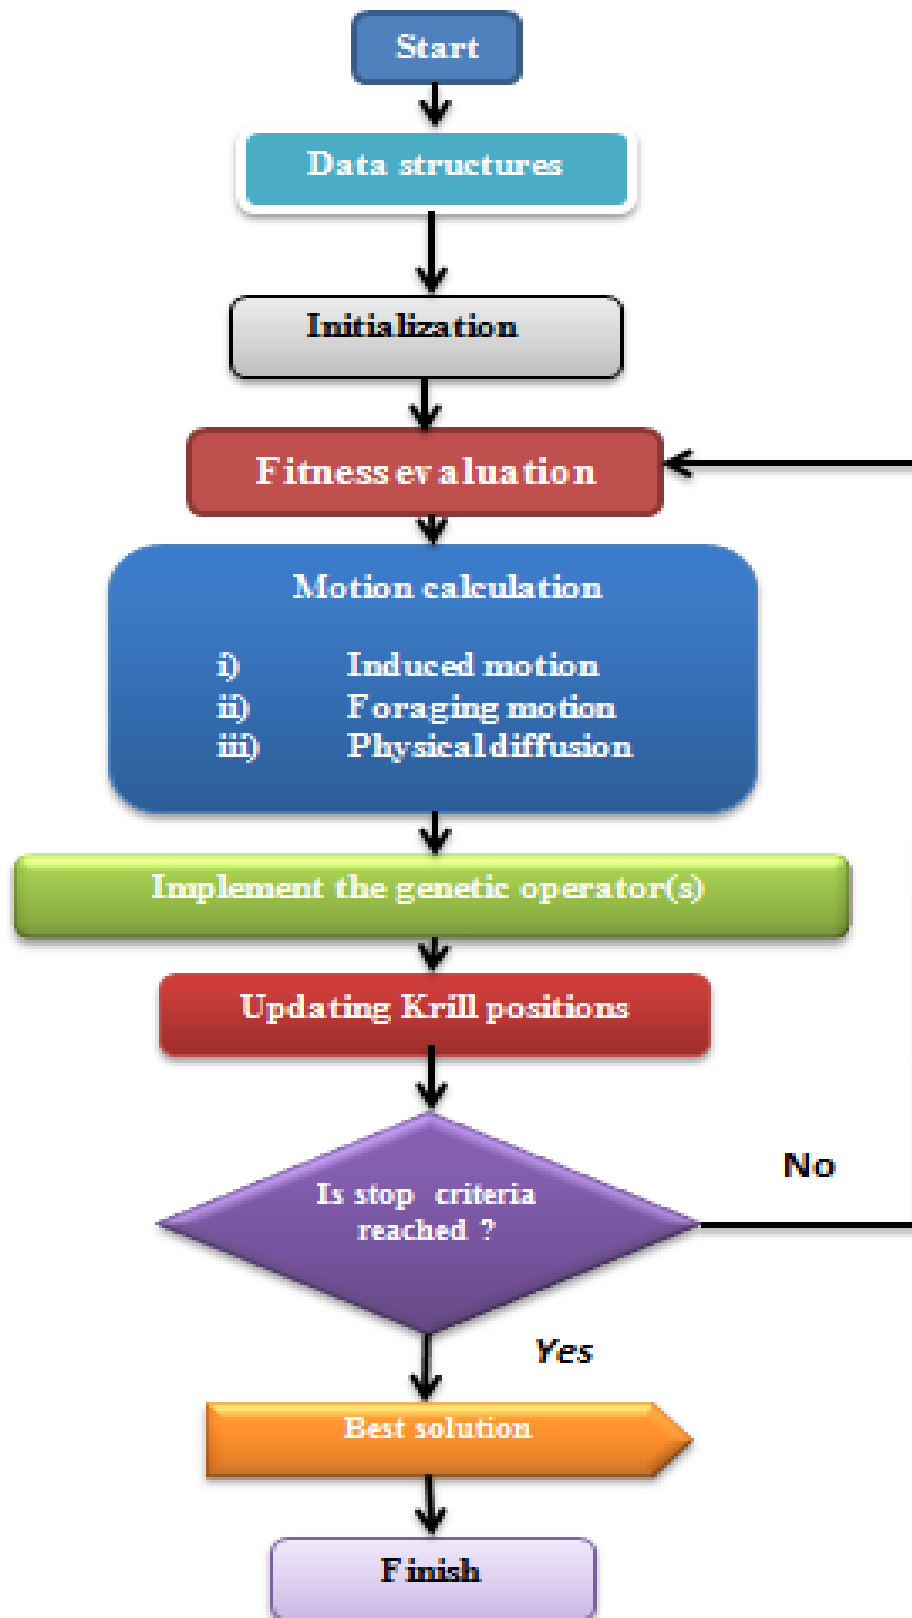 Start
Data structures
Initialization
Fitness evaluation
Motion calculation
i) Induced motion
ii) Foraging motion
iii) Physical diffusion
Implement the genetic operator(s)
Updating Krill positions
Is stop criteria
reached ?
No
Yes
Best solution
Finish